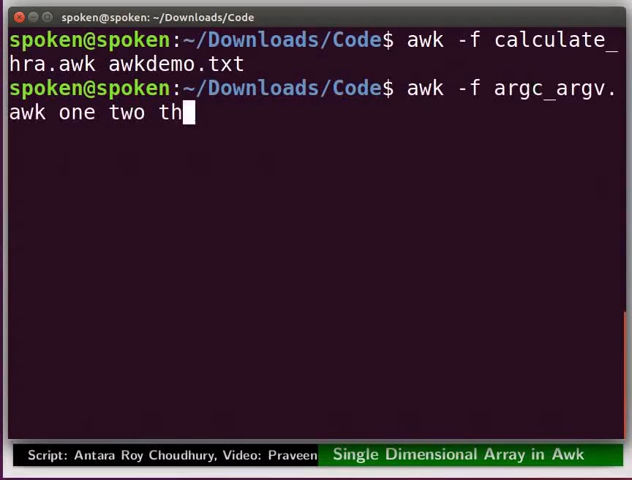 spoken@spoken: ~/Downloads/Code
spoken@spoken:~/Downloads/Code$ awk -f calculate_
hra.awk awkdemo.txt
spoken@spoken:~/Downloads/Code$ awk -f argc_argv.
awk one two th
Script: Antara Roy Choudhury, Video: Praveen
Single Dimensional Array in Awk